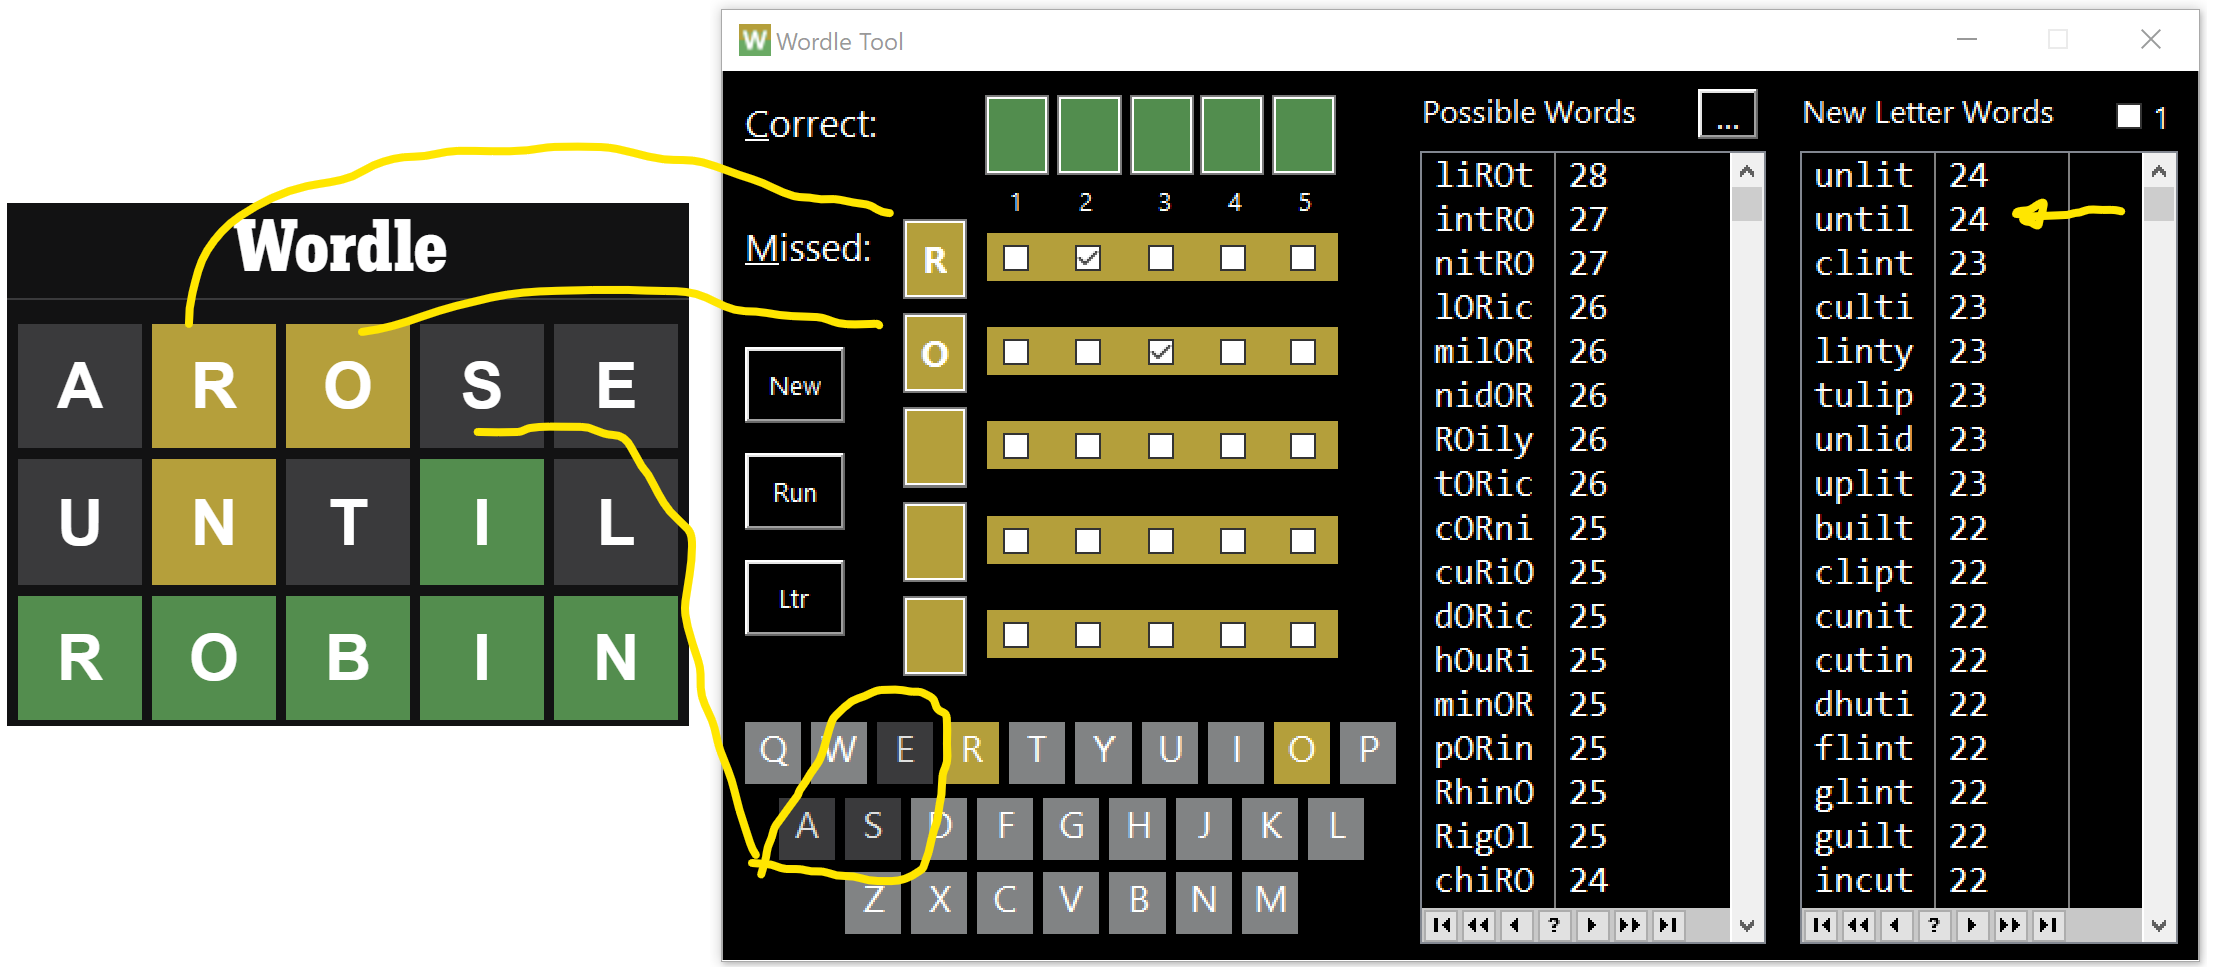 Wordle
A R O S E
U N T I L
R O B I N
W Wordle Tool
Correct:
1 2 3 4 5
Missed:
R
O
New
Run
Ltr
Q W E R T Y U I O P
A S D F G H J K L
Z X C V B N M
Possible Words ...
liROt 28
intRO 27
nitRO 27
lORic 26
milOR 26
nidOR 26
ROily 26
tORic 26
cORni 25
cuRiO 25
dORic 25
hOuRi 25
minOR 25
pORin 25
RhinO 25
RigOl 25
chiRO 24
?
New Letter Words 1
unlit 24
until 24
clint 23
culti 23
linty 23
tulip 23
unlid 23
uplit 23
built 22
clipt 22
cunit 22
cutin 22
dhuti 22
flint 22
glint 22
guilt 22
incut 22
?